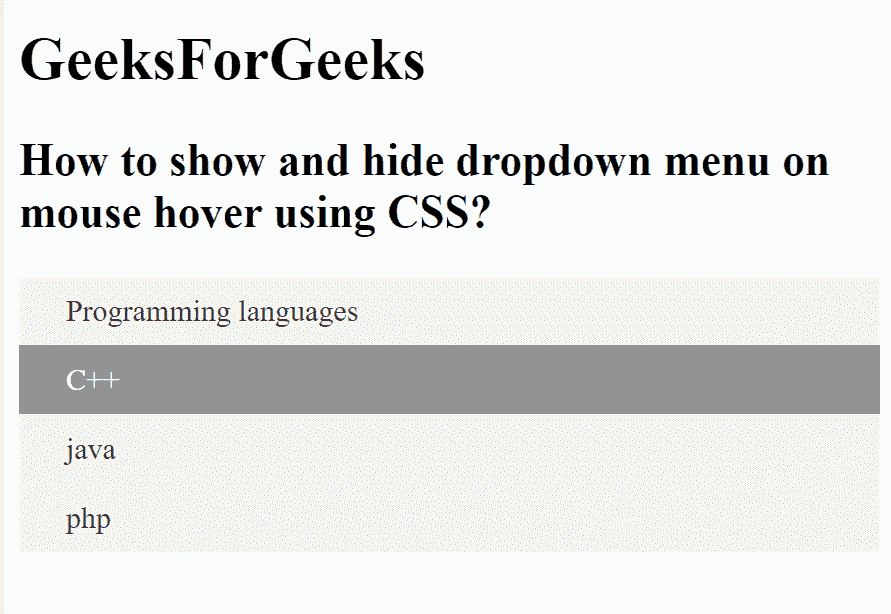 GeeksForGeeks
How to show and hide dropdown menu on
mouse hover using CSS?
Programming languages
C++
java
php